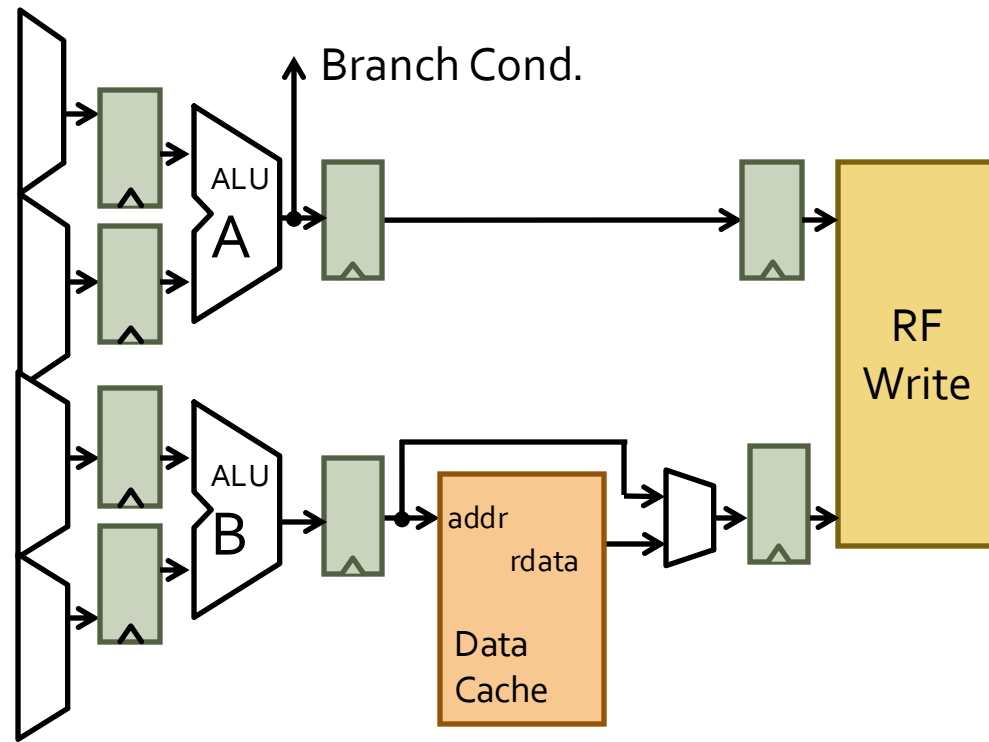 Branch Cond.
ALU
A
RF
Write
ALU
B
addr
rdata
Data
Cache